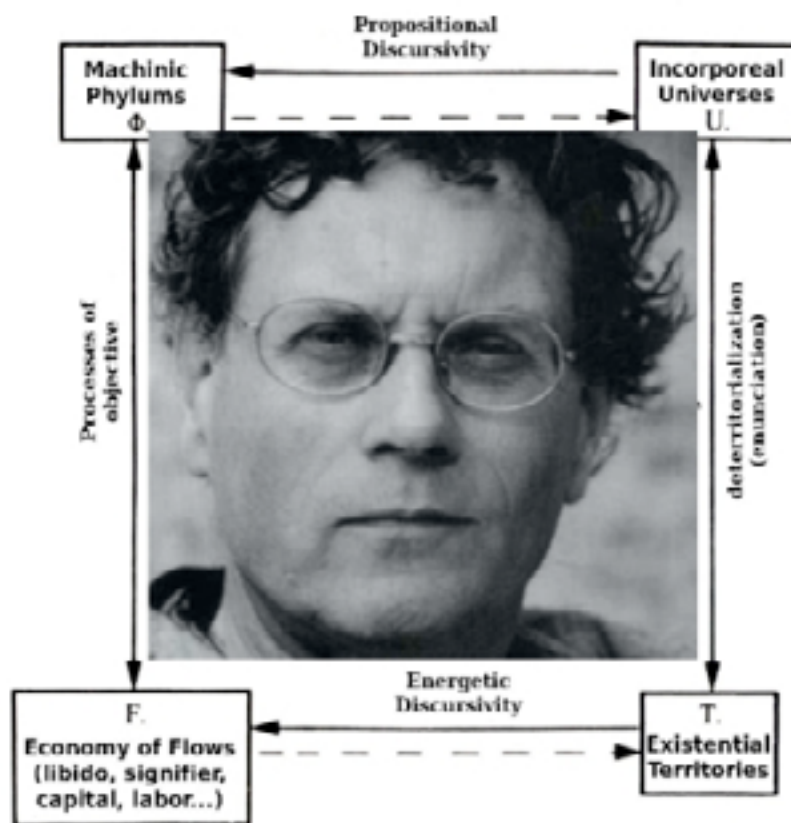 Propositional
Discursivity
Machinic
Phylums
Φ
Incorporeal
Universes
U.
Processes of
objective
deterritorialization
(enunciation)
Energetic
Discursivity
F.
Economy of Flows
(libido, signifier,
capital, labor...)
T.
Existential
Territories